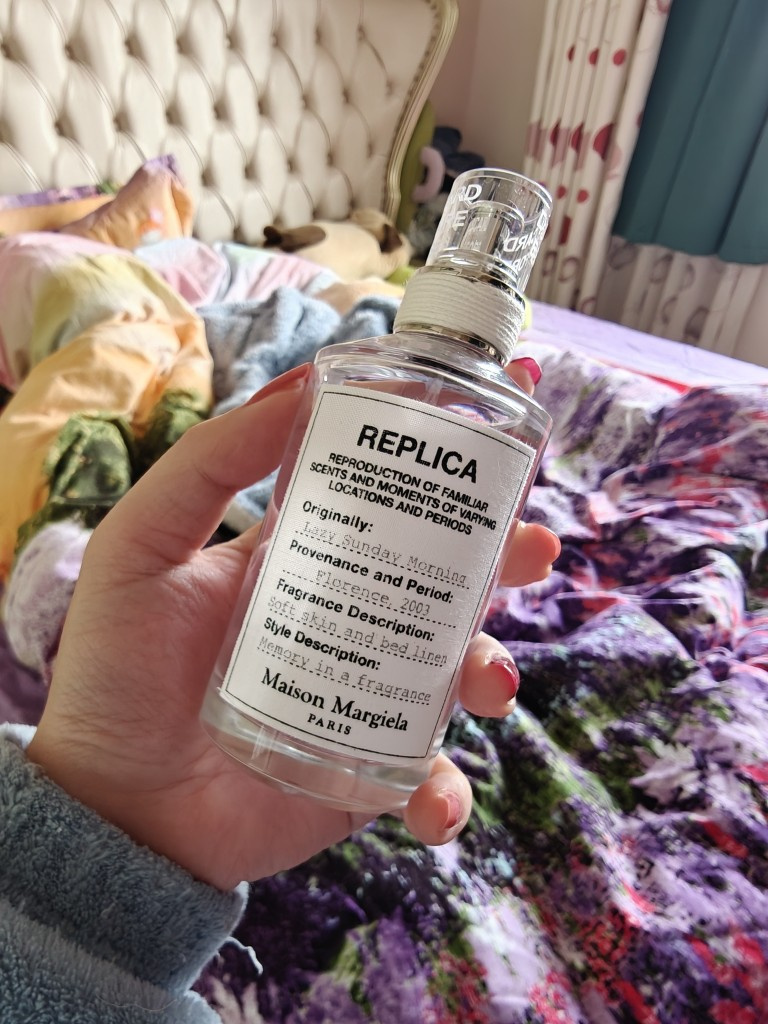 REPLICA
REPRODUCTION OF FAMILIAR
SCENTS AND MOMENTS OF VARYING
LOCATIONS AND PERIODS
Originally:
Lazy Sunday Morning
Provenance and Period:
Florence, 2003
Fragrance Description:
Soft skin and bed linen
Style Description:
Memory in a fragrance
Maison Margiela
PARIS